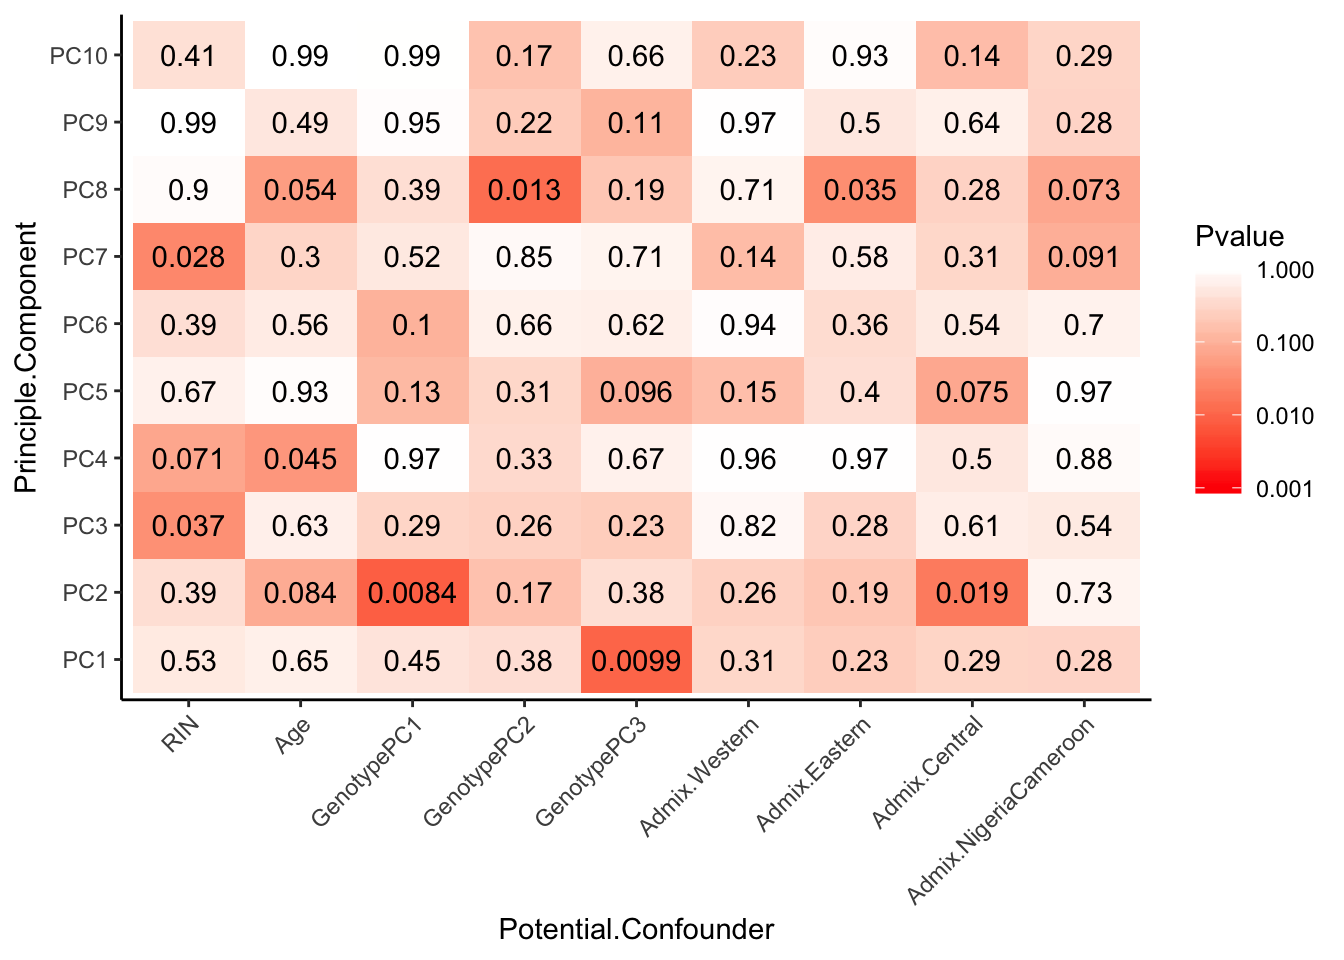 PC10 0.41 0.99 0.99 0.17 0.66 0.23 0.93 0.14 0.29
PC9 0.99 0.49 0.95 0.22 0.11 0.97 0.5 0.64 0.28
PC8 0.9 0.054 0.39 0.013 0.19 0.71 0.035 0.28 0.073
PC7 0.028 0.3 0.52 0.85 0.71 0.14 0.58 0.31 0.091
PC6 0.39 0.56 0.1 0.66 0.62 0.94 0.36 0.54 0.7
PC5 0.67 0.93 0.13 0.31 0.096 0.15 0.4 0.075 0.97
PC4 0.071 0.045 0.97 0.33 0.67 0.96 0.97 0.5 0.88
PC3 0.037 0.63 0.29 0.26 0.23 0.82 0.28 0.61 0.54
PC2 0.39 0.084 0.0084 0.17 0.38 0.26 0.19 0.019 0.73
PC1 0.53 0.65 0.45 0.38 0.0099 0.31 0.23 0.29 0.28
Principle.Component
RIN Age GenotypePC1 GenotypePC2 GenotypePC3 Admix.Western Admix.Eastern Admix.Central Admix.NigeriaCameroon
Potential.Confounder
Pvalue
1.000
0.100
0.010
0.001